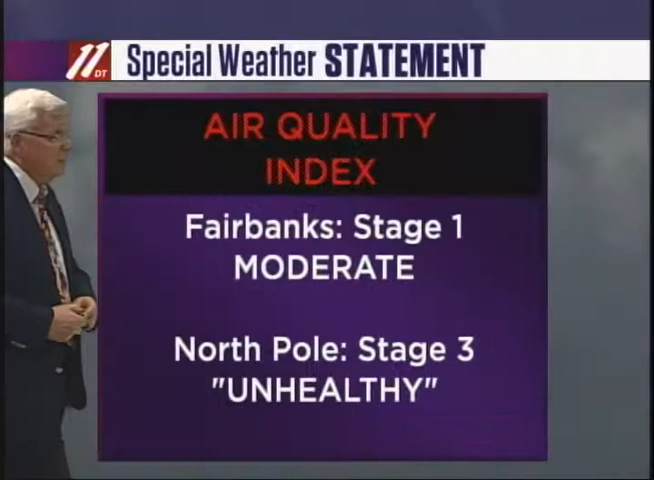 11 DT Special Weather STATEMENT
AIR QUALITY
INDEX
Fairbanks: Stage 1
MODERATE
North Pole: Stage 3
"UNHEALTHY"